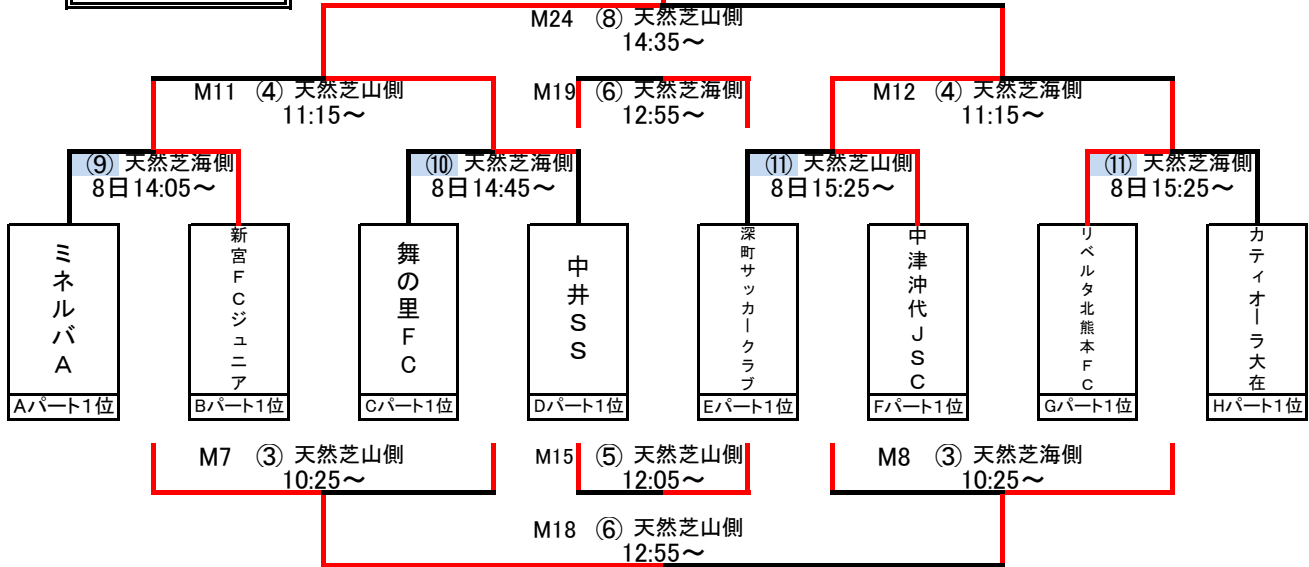 M24 ⑧ 天然芝山側
14:35～
M11 ④ 天然芝山側
11:15～
M19 ⑥ 天然芝海側
12:55～
M12 ④ 天然芝海側
11:15～
⑨ 天然芝海側
8日14:05～
⑩ 天然芝海側
8日14:45～
⑪ 天然芝山側
8日15:25～
⑪ 天然芝海側
8日15:25～
ミネルバA
新宮FCジュニア
舞の里FC
中井SS
深町サッカークラブ
中津沖代JSC
リベルタ北熊本FC
カティオーラ大在
Aパート1位
Bパート1位
Cパート1位
Dパート1位
Eパート1位
Fパート1位
Gパート1位
Hパート1位
M7 ③ 天然芝山側
10:25～
M15 ⑤ 天然芝山側
12:05～
M8 ③ 天然芝海側
10:25～
M18 ⑥ 天然芝山側
12:55～